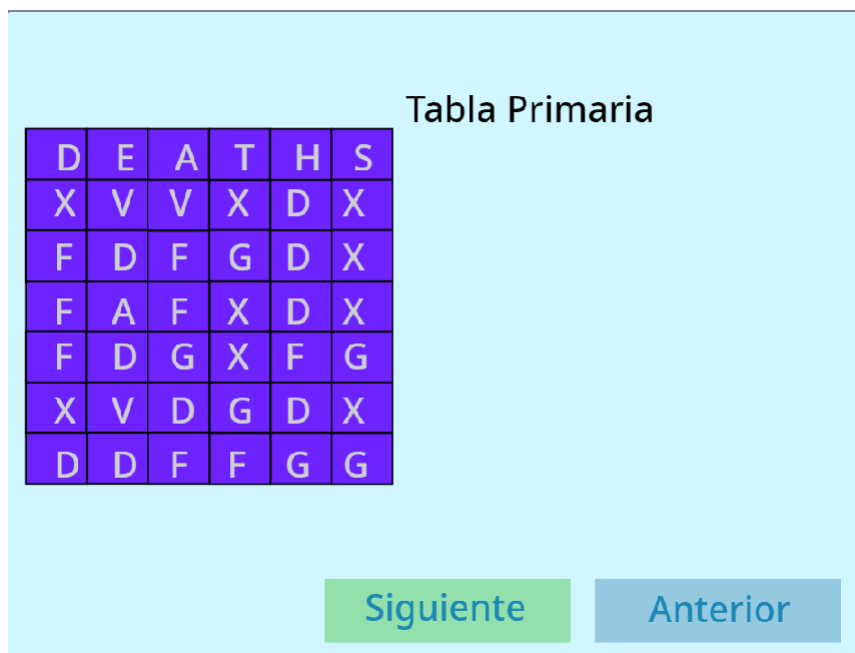 Tabla Primaria
D E A T H S
X V V X D X
F D F G D X
F A F X D X
F D G X F G
X V D G D X
D D F F G G
Siguiente Anterior